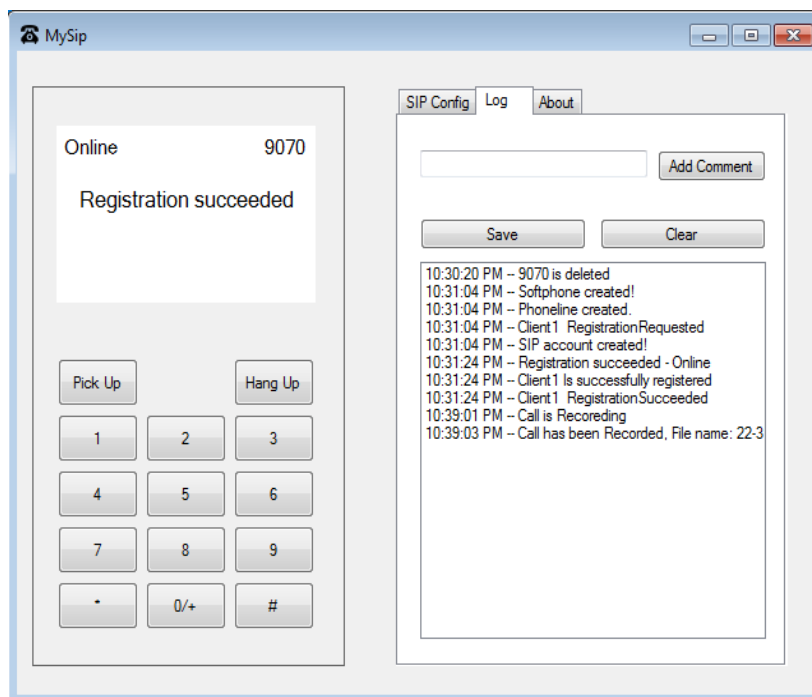 MySip
Online 9070
Registration succeeded
Pick Up Hang Up
1 2 3
4 5 6
7 8 9
* 0/+ #
SIP Config Log About
Add Comment
Save Clear
10:30:20 PM -- 9070 is deleted
10:31:04 PM -- Softphone created!
10:31:04 PM -- Phoneline created.
10:31:04 PM -- Client1 RegistrationRequested
10:31:04 PM -- SIP account created!
10:31:24 PM -- Registration succeeded - Online
10:31:24 PM -- Client1 Is successfully registered
10:31:24 PM -- Client1 RegistrationSucceeded
10:39:01 PM -- Call is Recoreding
10:39:03 PM -- Call has been Recorded, File name: 22-3